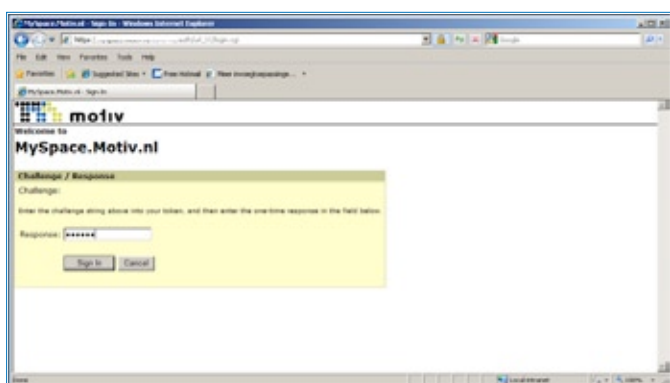 MySpace.Motiv.nl - Sign-In - Windows Internet Explorer
File Edit View Favorites Tools Help
Favorites Suggested Sites Free Hotmail
MySpace.Motiv.nl - Sign-In
motiv
Welcome to
MySpace.Motiv.nl
Challenge / Response
Challenge:
Enter the challenge string above into your token, and then enter the one-time response in the field below.
Response: ••••••
Sign In Cancel
Done Local intranet 100%